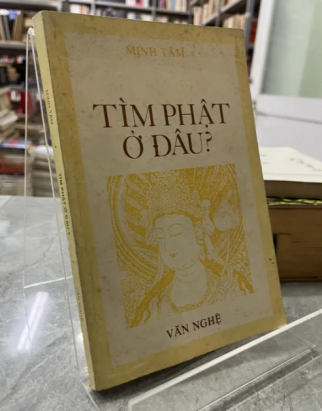 MINH TÂM
TÌM PHẬT
Ở ĐÂU?
VĂN NGHỆ